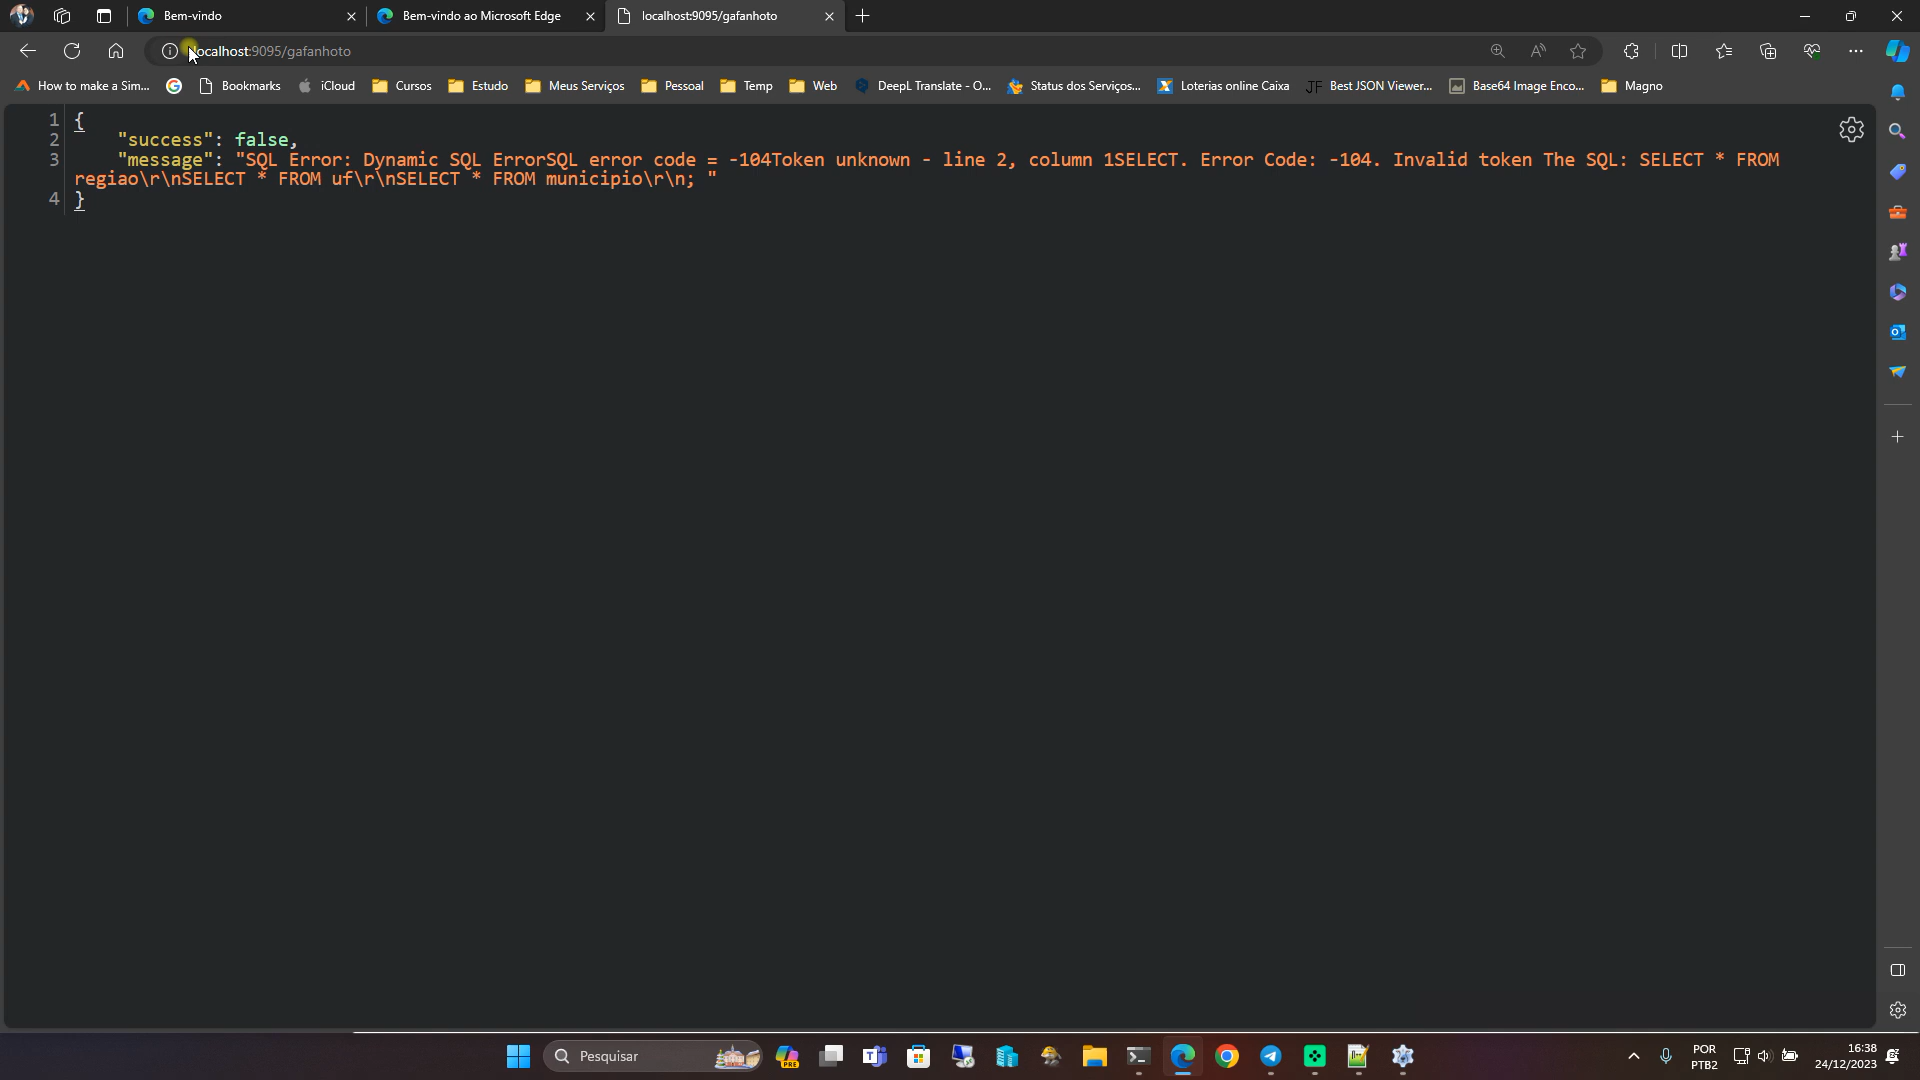 Bem-vindo
Bem-vindo ao Microsoft Edge
localhost:9095/gafanhoto
localhost:9095/gafanhoto
How to make a Sim...
Bookmarks
iCloud
Cursos
Estudo
Meus Serviços
Pessoal
Temp
Web
DeepL Translate - O...
Status dos Serviços...
Loterias online Caixa
JF Best JSON Viewer...
Base64 Image Enco...
Magno
1 {
2 "success": false,
3 "message": "SQL Error: Dynamic SQL ErrorSQL error code = -104Token unknown - line 2, column 1SELECT. Error Code: -104. Invalid token The SQL: SELECT * FROM
regiao\r\nSELECT * FROM uf\r\nSELECT * FROM municipio\r\n; "
4 }
Pesquisar
PRE
POR
PTB2
16:38
24/12/2023